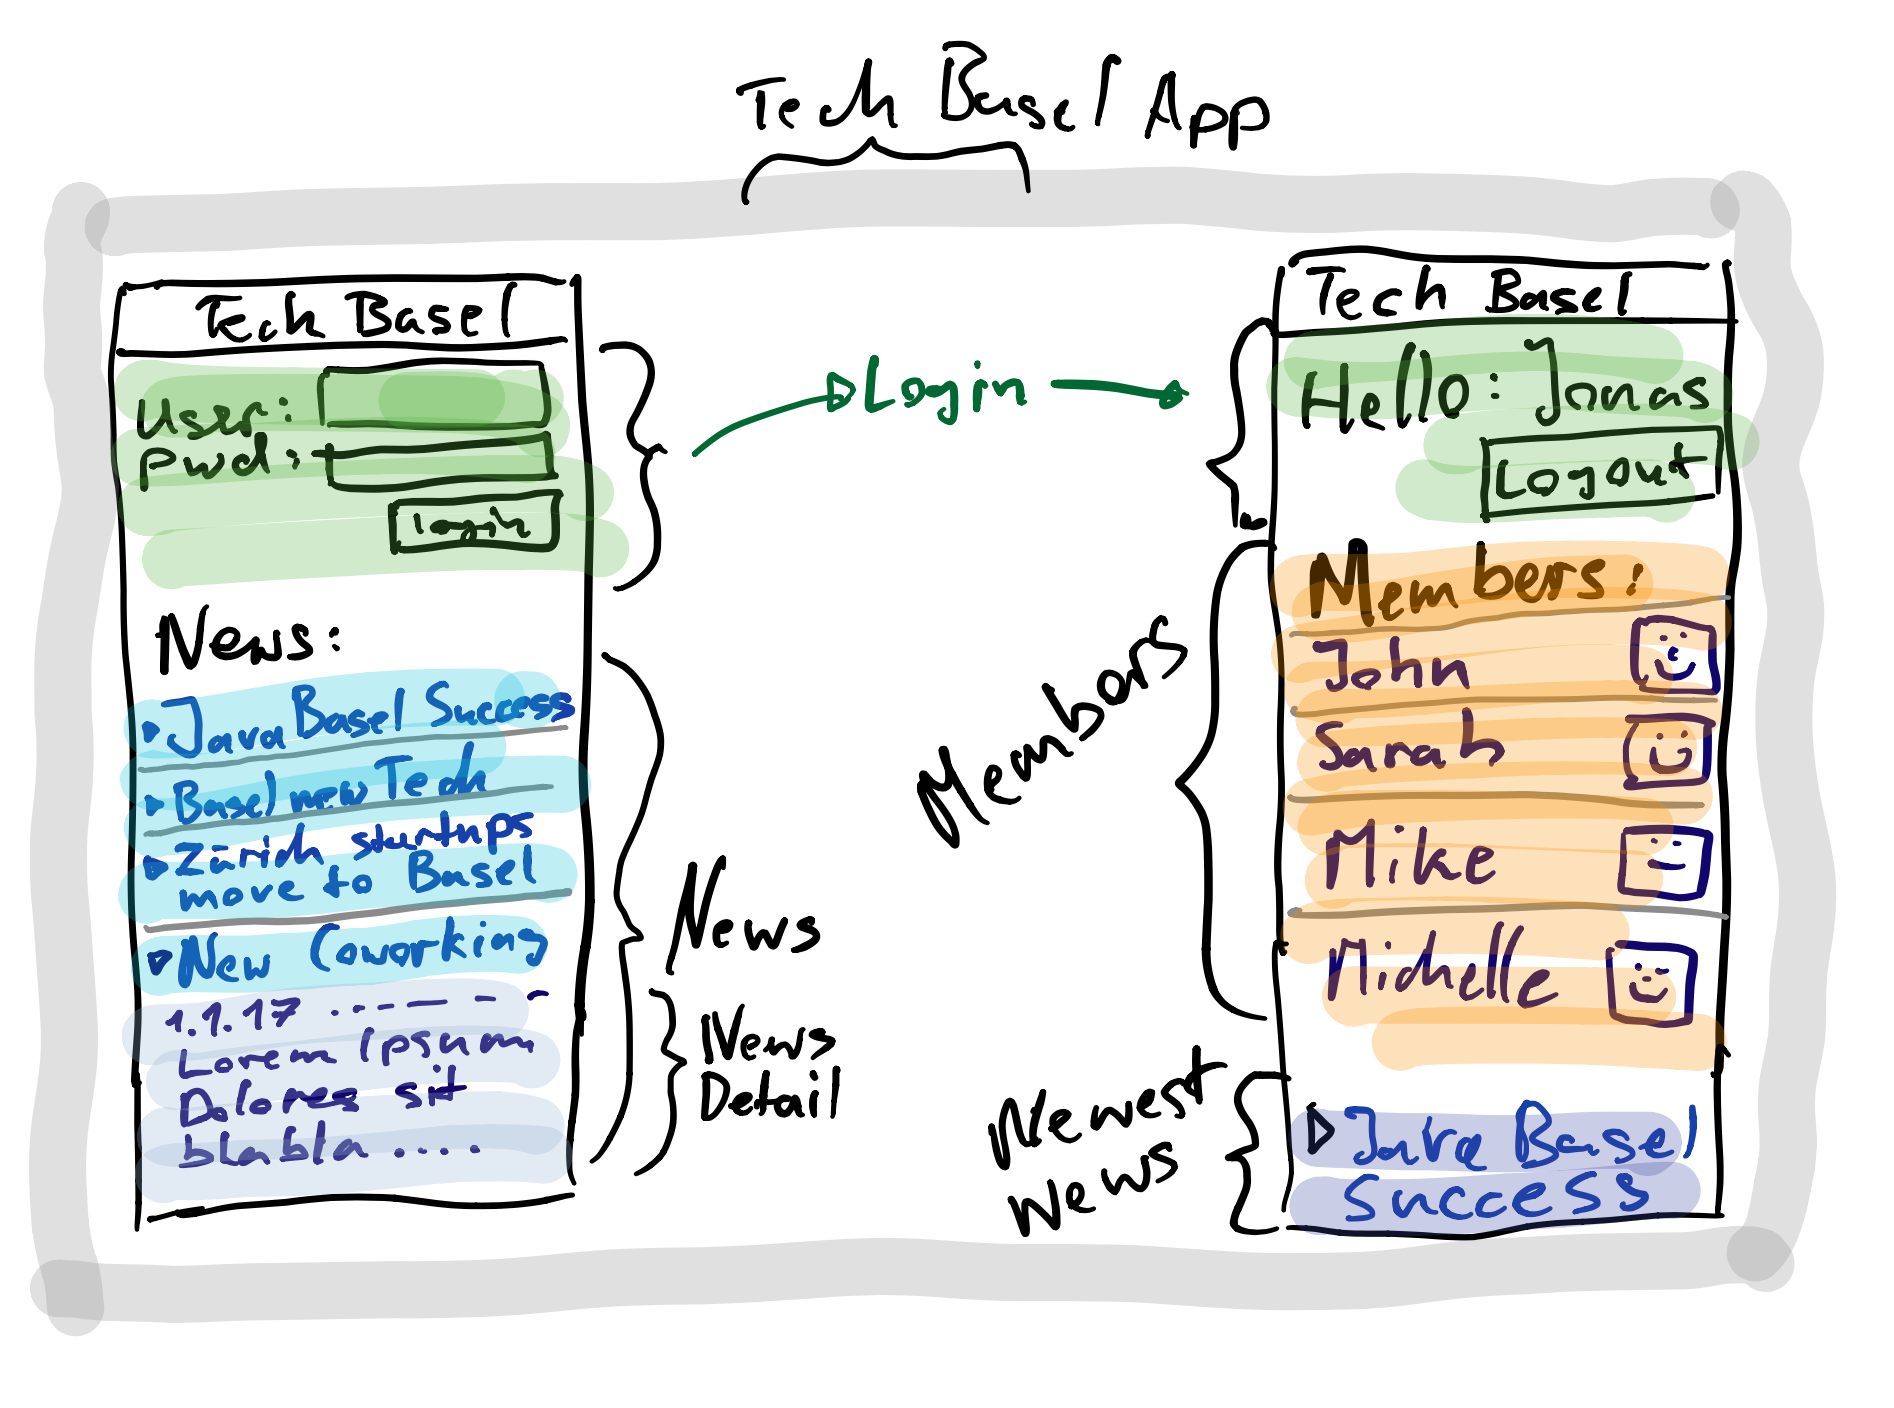 Tech Basel App
Tech Basel
User:
Pwd:
Login
News:
Java Basel Success
Basel new Tech
Zürich startups
move to Basel
New Coworking
1.1.17 ..... — – -
Lorem Ipsum
Dolores sit
blabla .....
News
News
Detail
Login
Tech Basel
Hello: Jonas
Logout
Members:
John
Sarah
Mike
Michelle
Java Basel
Success
Members
Newest
News